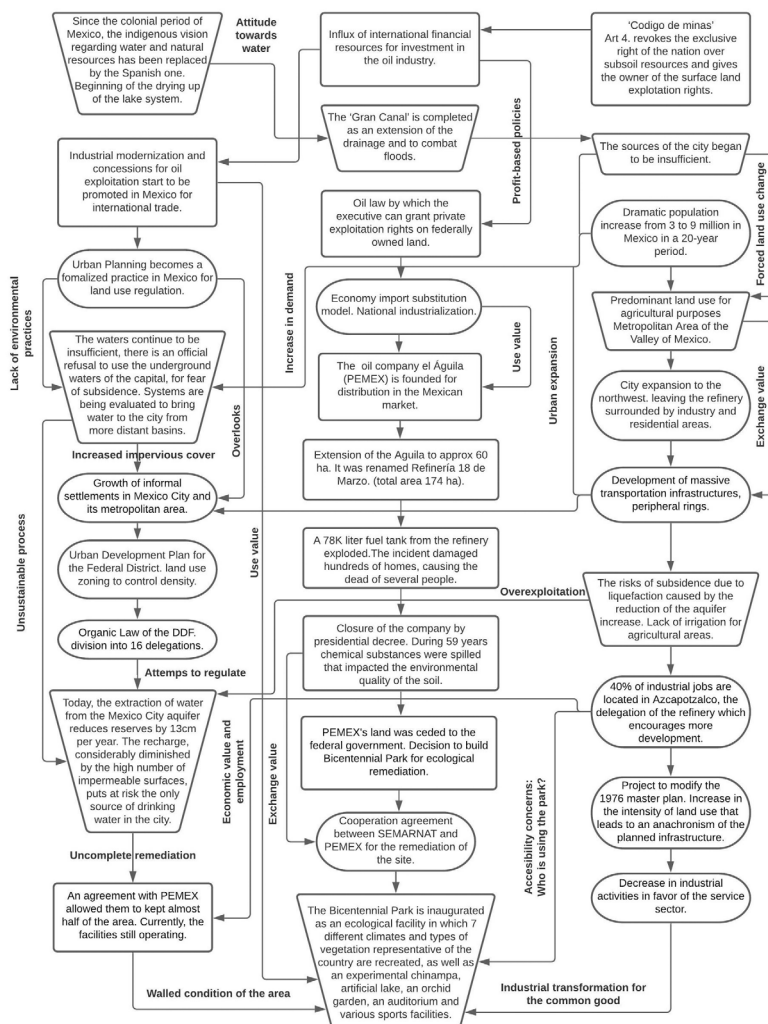 Since the colonial period of
Mexico, the indigenous vision
regarding water and natural
resources has been replaced
by the Spanish one.
Beginning of the drying up
of the lake system.
Attitude
towards
water
Influx of international financial
resources for investment in
the oil industry.
‘Codigo de minas’
Art 4. revokes the exclusive
right of the nation over
subsoil resources and gives
the owner of the surface land
explotation rights.
The ‘Gran Canal’ is completed
as an extension of the
drainage and to combat
floods.
Profit-based policies
The sources of the city began
to be insufficient.
Forced land use change
Industrial modernization and
concessions for oil
exploitation start to be
promoted in Mexico for
international trade.
Oil law by which the
executive can grant private
exploitation rights on federally
owned land.
Dramatic population
increase from 3 to 9 million in
Mexico in a 20-year
period.
Urban Planning becomes a
fomalized practice in Mexico for
land use regulation.
Lack of environmental
practices
Increase in demand
Economy import substitution
model. National industrialization.
Use value
Urban expansion
Predominant land use for
agricultural purposes
Metropolitan Area of the
Valley of Mexico.
The waters continue to be
insufficient, there is an official
refusal to use the underground
waters of the capital, for fear
of subsidence. Systems are
being evaluated to bring
water to the city from
more distant basins.
Overlooks
The oil company el Águila
(PEMEX) is founded for
distribution in the Mexican
market.
City expansion to the
northwest. leaving the refinery
surrounded by industry and
residential areas.
Exchange value
Increased impervious cover
Extension of the Aguila to approx 60
ha. It was renamed Refinería 18 de
Marzo. (total area 174 ha).
Growth of informal
settlements in Mexico City and
its metropolitan area.
Development of massive
transportation infrastructures,
peripheral rings.
Unsustainable process
Use value
Urban Development Plan for
the Federal District. land use
zoning to control density.
A 78K liter fuel tank from the refinery
exploded.The incident damaged
hundreds of homes, causing the
dead of several people.
Overexploitation
The risks of subsidence due to
liquefaction caused by the
reduction of the aquifer
increase. Lack of irrigation for
agricultural areas.
Organic Law of the DDF.
division into 16 delegations.
Closure of the company by
presidential decree. During 59 years
chemical substances were spilled
that impacted the environmental
quality of the soil.
Attemps to regulate
40% of industrial jobs are
located in Azcapotzalco, the
delegation of the refinery which
encourages more
development.
Today, the extraction of water
from the Mexico City aquifer
reduces reserves by 13cm
per year. The recharge,
considerably diminished
by the high number of
impermeable surfaces,
puts at risk the only
source of drinking
water in the city.
Economic value and
employment
Exchange value
PEMEX's land was ceded to the
federal government. Decision to build
Bicentennial Park for ecological
remediation.
Accesibility concerns:
Who is using the park?
Project to modify the
1976 master plan. Increase in
the intensity of land use that
leads to an anachronism of the
planned infrastructure.
Cooperation agreement
between SEMARNAT and
PEMEX for the remediation of
the site.
Uncomplete remediation
An agreement with PEMEX
allowed them to kept almost
half of the area. Currently, the
facilities still operating.
Decrease in industrial
activities in favor of the service
sector.
The Bicentennial Park is inaugurated
as an ecological facility in which 7
different climates and types of
vegetation representative of the
country are recreated, as well as
an experimental chinampa,
artificial lake, an orchid
garden, an auditorium and
various sports facilities.
Walled condition of the area
Industrial transformation for
the common good